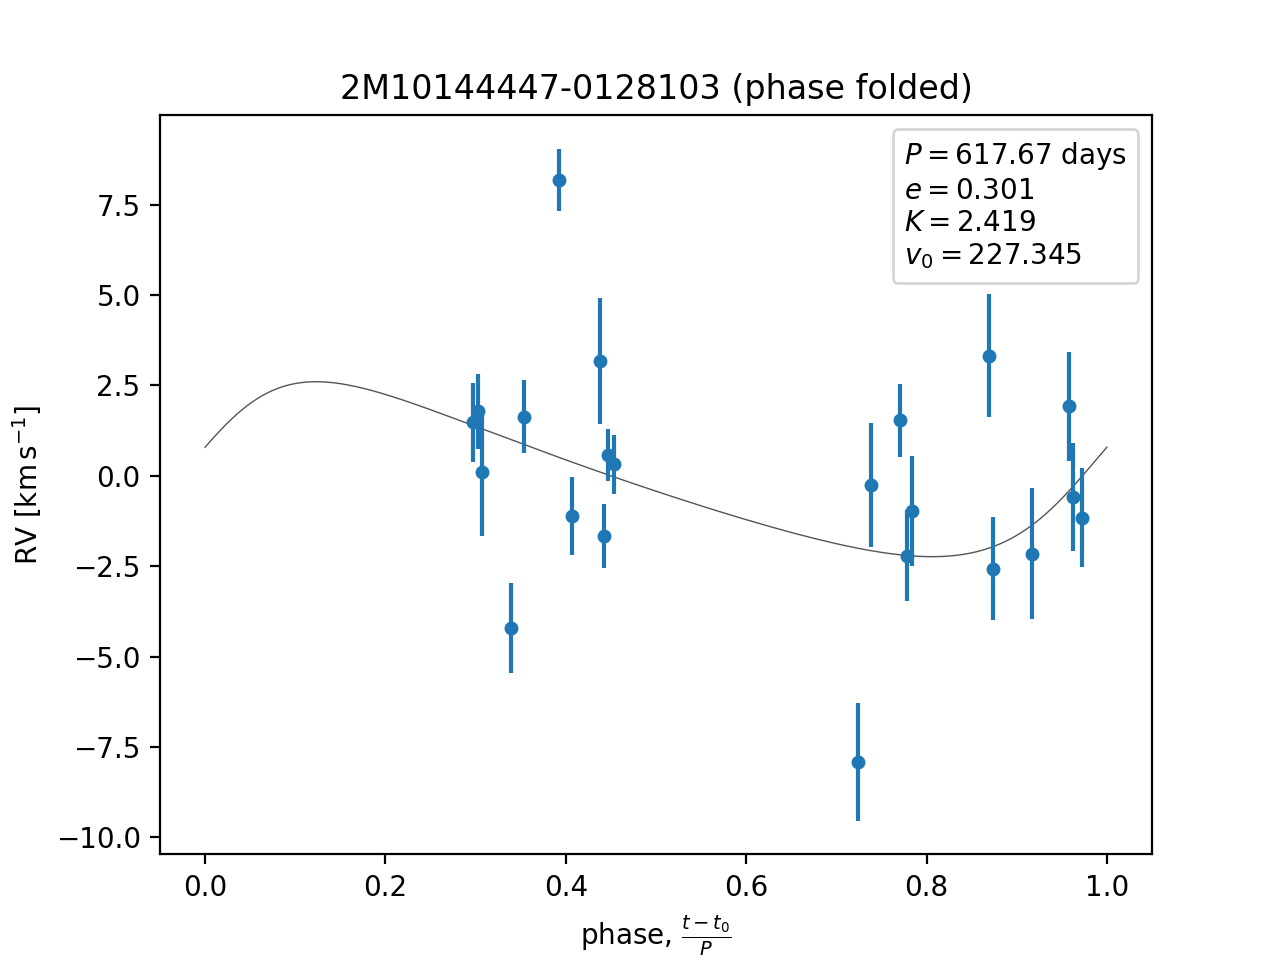 2M10144447-0128103 (phase folded)
P = 617.67 days
e = 0.301
K = 2.419
v₀ = 227.345
RV [km s⁻¹]
7.5
5.0
2.5
0.0
−2.5
−5.0
−7.5
−10.0
0.0 0.2 0.4 0.6 0.8 1.0
phase, (t − t₀)/P